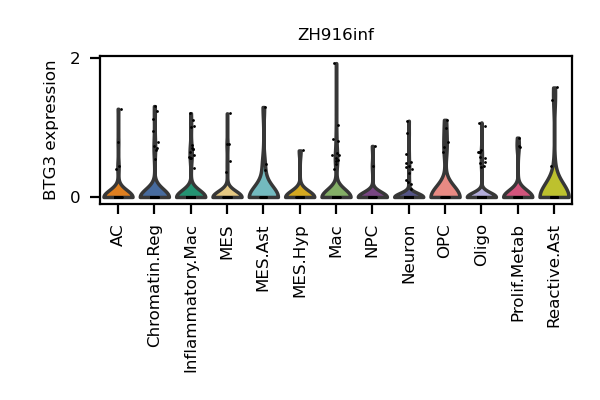 ZH916inf
BTG3 expression
2
0
AC
Chromatin.Reg
Inflammatory.Mac
MES
MES.Ast
MES.Hyp
Mac
NPC
Neuron
OPC
Oligo
Prolif.Metab
Reactive.Ast